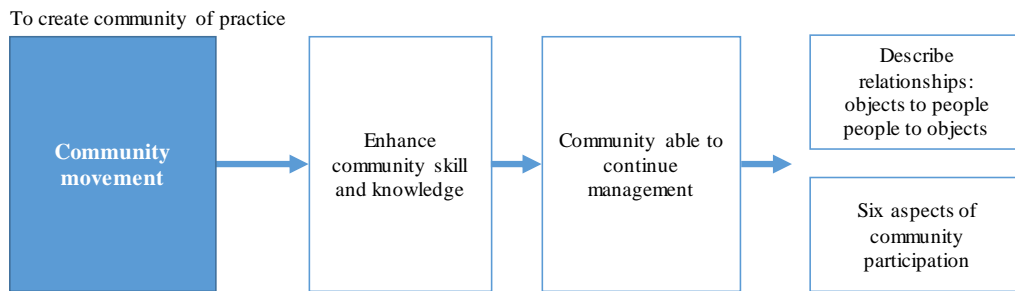 To create community of practice
Community
movement
Enhance
community skill
and knowledge
Community able to
continue
management
Describe
relationships:
objects to people
people to objects
Six aspects of
community
participation